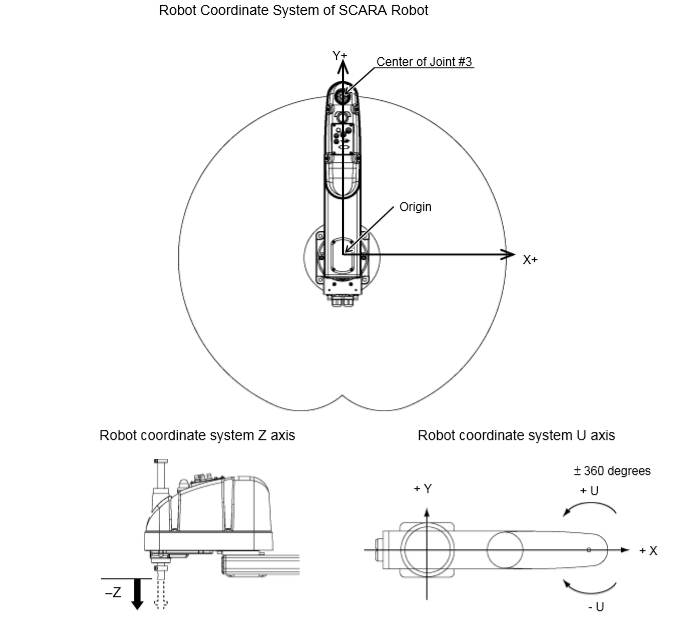 Robot Coordinate System of SCARA Robot
Y+
Center of Joint #3
Origin
X+
Robot coordinate system Z axis
Robot coordinate system U axis
± 360 degrees
+ U
+ Y
+ X
–Z
- U